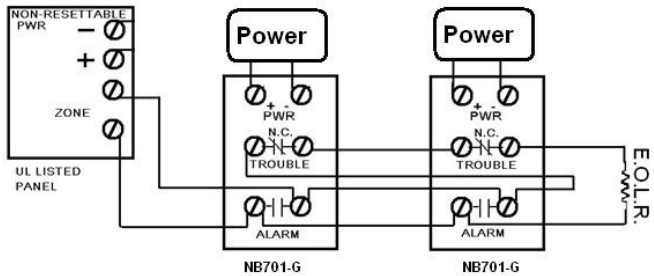 NON-RESETTABLE
PWR
−
+
ZONE
UL LISTED
PANEL
Power
+ -
PWR
N.C.
TROUBLE
ALARM
NB701-G
Power
+ -
PWR
N.C.
TROUBLE
ALARM
NB701-G
E.O.L.R.